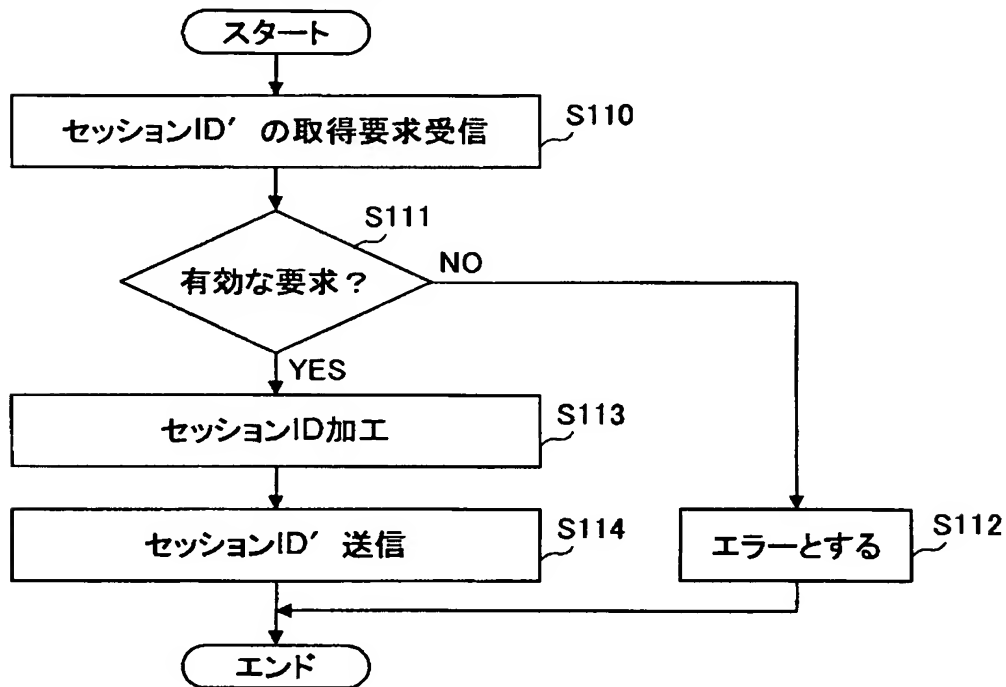 スタート
セッションID′ の取得要求受信
S110
S111
有効な要求？
NO
YES
セッションID加工
S113
セッションID′ 送信
S114
エラーとする
S112
エンド